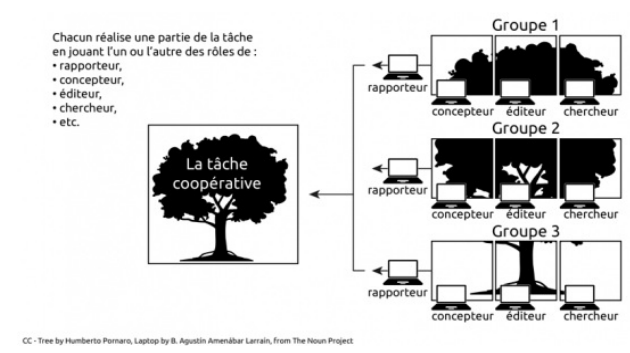 Chacun réalise une partie de la tâche
en jouant l'un ou l'autre des rôles de :
• rapporteur,
• concepteur,
• éditeur,
• chercheur,
• etc.
La tâche
coopérative
Groupe 1
rapporteur
concepteur éditeur chercheur
Groupe 2
rapporteur
concepteur éditeur chercheur
Groupe 3
rapporteur
concepteur éditeur chercheur
CC - Tree by Humberto Pornaro, Laptop by B. Agustín Amenábar Larraín, from The Noun Project